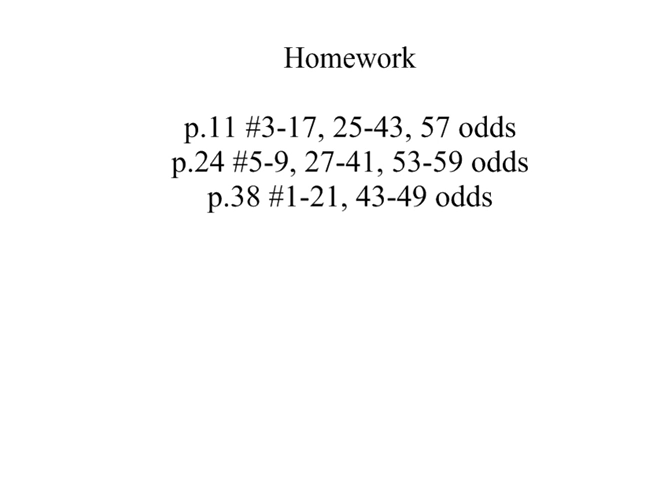 Homework
p.11 #3-17, 25-43, 57 odds
p.24 #5-9, 27-41, 53-59 odds
p.38 #1-21, 43-49 odds